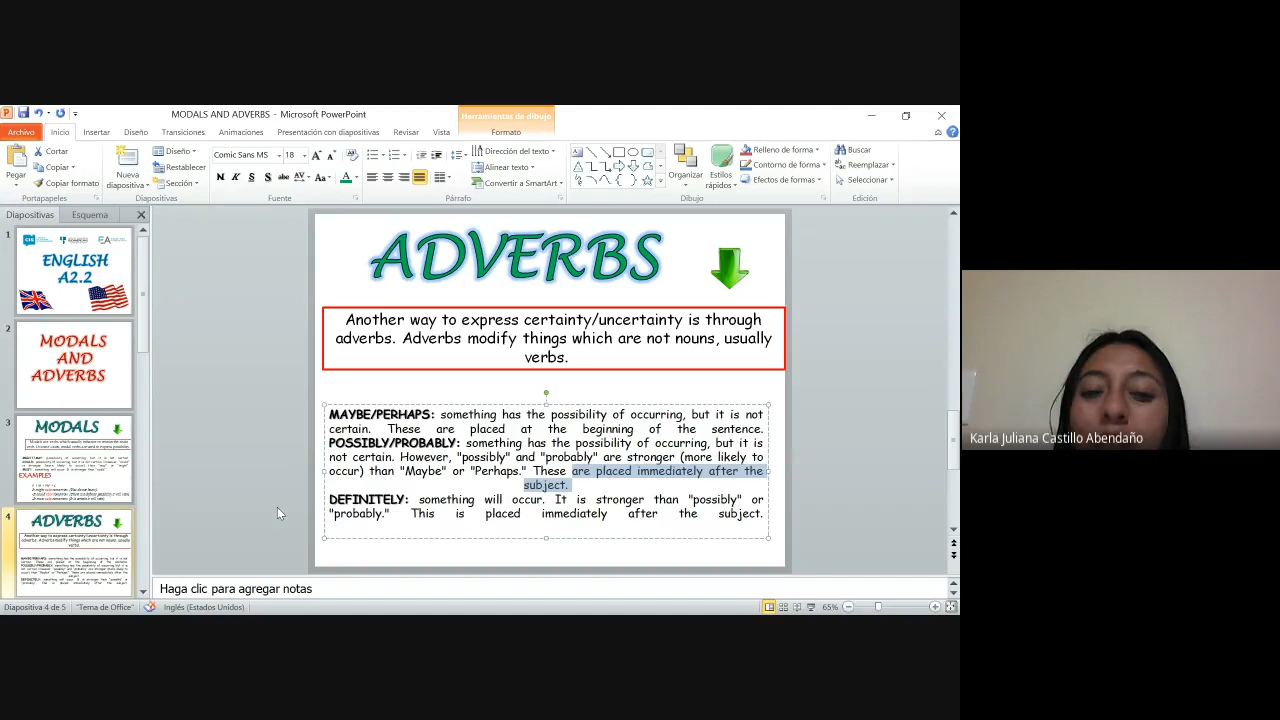 MODALS AND ADVERBS - Microsoft PowerPoint
Herramientas de dibujo
Archivo Inicio Insertar Diseño Transiciones Animaciones Presentación con diapositivas Revisar Vista Formato
Pegar
Cortar
Copiar
Copiar formato
Portapapeles
Nueva diapositiva
Diseño
Restablecer
Sección
Diapositivas
Comic Sans MS 18
Fuente
Dirección del texto
Alinear texto
Convertir a SmartArt
Párrafo
Organizar
Estilos rápidos
Relleno de forma
Contorno de forma
Efectos de formas
Dibujo
Buscar
Reemplazar
Seleccionar
Edición
Diapositivas Esquema
1
ENGLISH
A2.2
2
MODALS
AND
ADVERBS
3
MODALS
EXAMPLES
4
ADVERBS
ADVERBS
Another way to express certainty/uncertainty is through
adverbs. Adverbs modify things which are not nouns, usually
verbs.
MAYBE/PERHAPS: something has the possibility of occurring, but it is not
certain. These are placed at the beginning of the sentence.
POSSIBLY/PROBABLY: something has the possibility of occurring, but it is
not certain. However, "possibly" and "probably" are stronger (more likely to
occur) than "Maybe" or "Perhaps." These are placed immediately after the
subject.
DEFINITELY: something will occur. It is stronger than "possibly" or
"probably." This is placed immediately after the subject.
Haga clic para agregar notas
Diapositiva 4 de 5 "Tema de Office" Inglés (Estados Unidos) 65%
Karla Juliana Castillo Abendaño